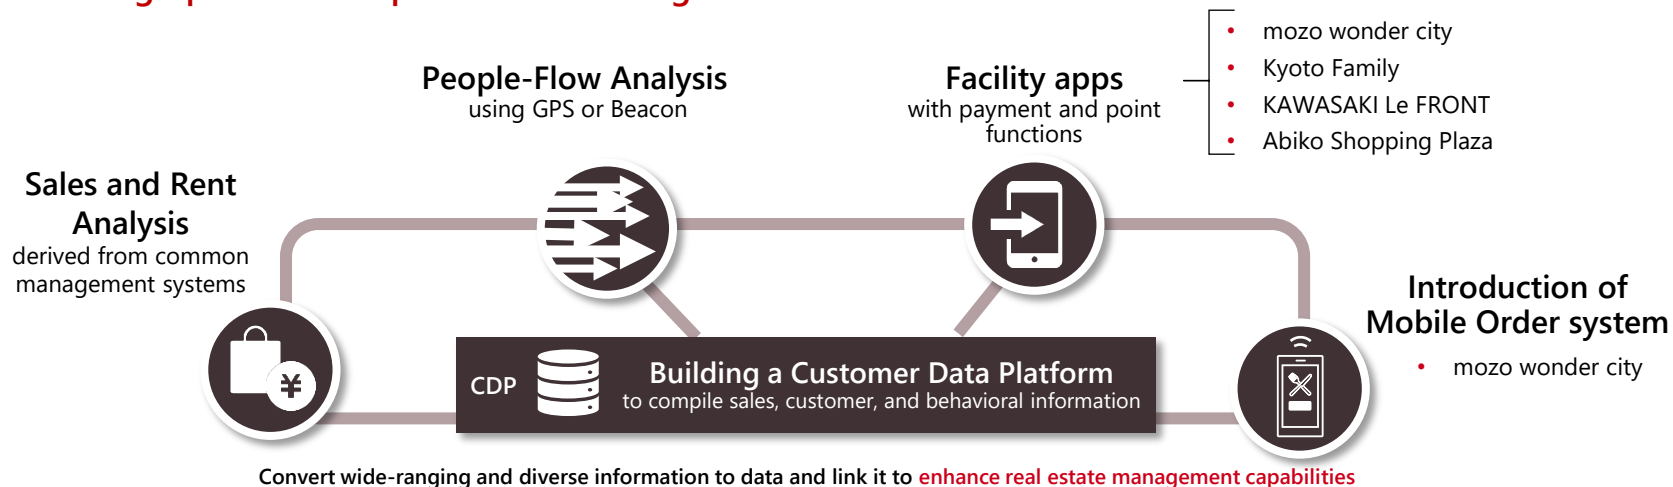 People-Flow Analysis
using GPS or Beacon
Facility apps
with payment and point
functions
• mozo wonder city
• Kyoto Family
• KAWASAKI Le FRONT
• Abiko Shopping Plaza
Sales and Rent
Analysis
derived from common
management systems
¥
Introduction of
Mobile Order system
• mozo wonder city
CDP
Building a Customer Data Platform
to compile sales, customer, and behavioral information
Convert wide-ranging and diverse information to data and link it to enhance real estate management capabilities